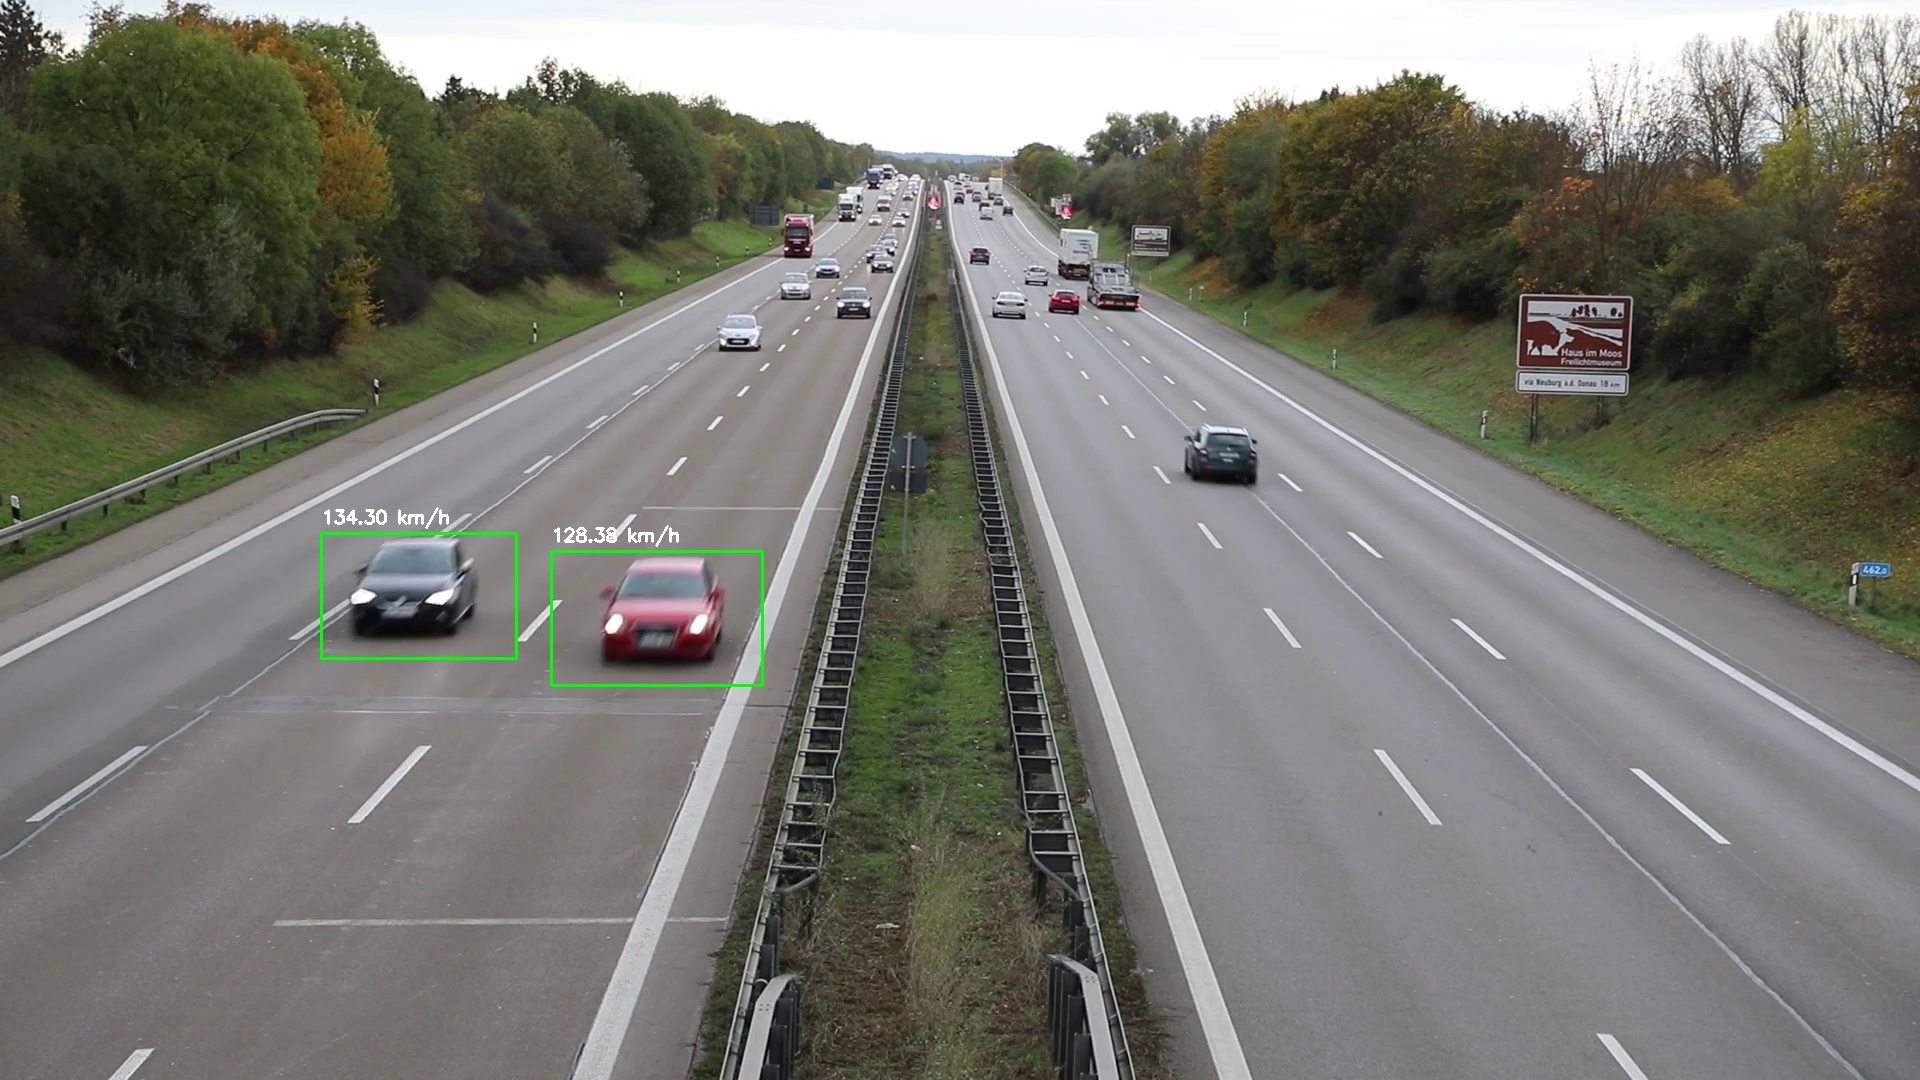 134.30 km/h
128.38 km/h
Haus im Moos
Freilichtmuseum
via Neuburg a.d. Donau 18 km
462,0